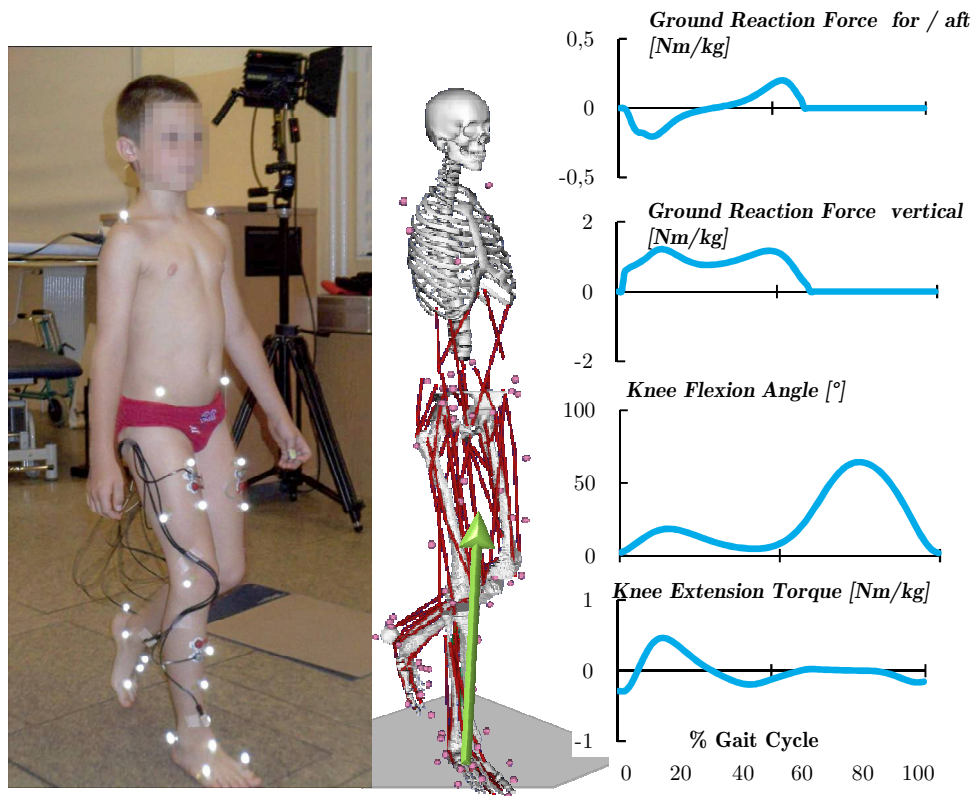 Ground Reaction Force for / aft
[Nm/kg]
0,5
0
-0,5
Ground Reaction Force vertical
[Nm/kg]
2
0
-2
Knee Flexion Angle [°]
100
50
0
Knee Extension Torque [Nm/kg]
1
0
-1
% Gait Cycle
0 20 40 60 80 100